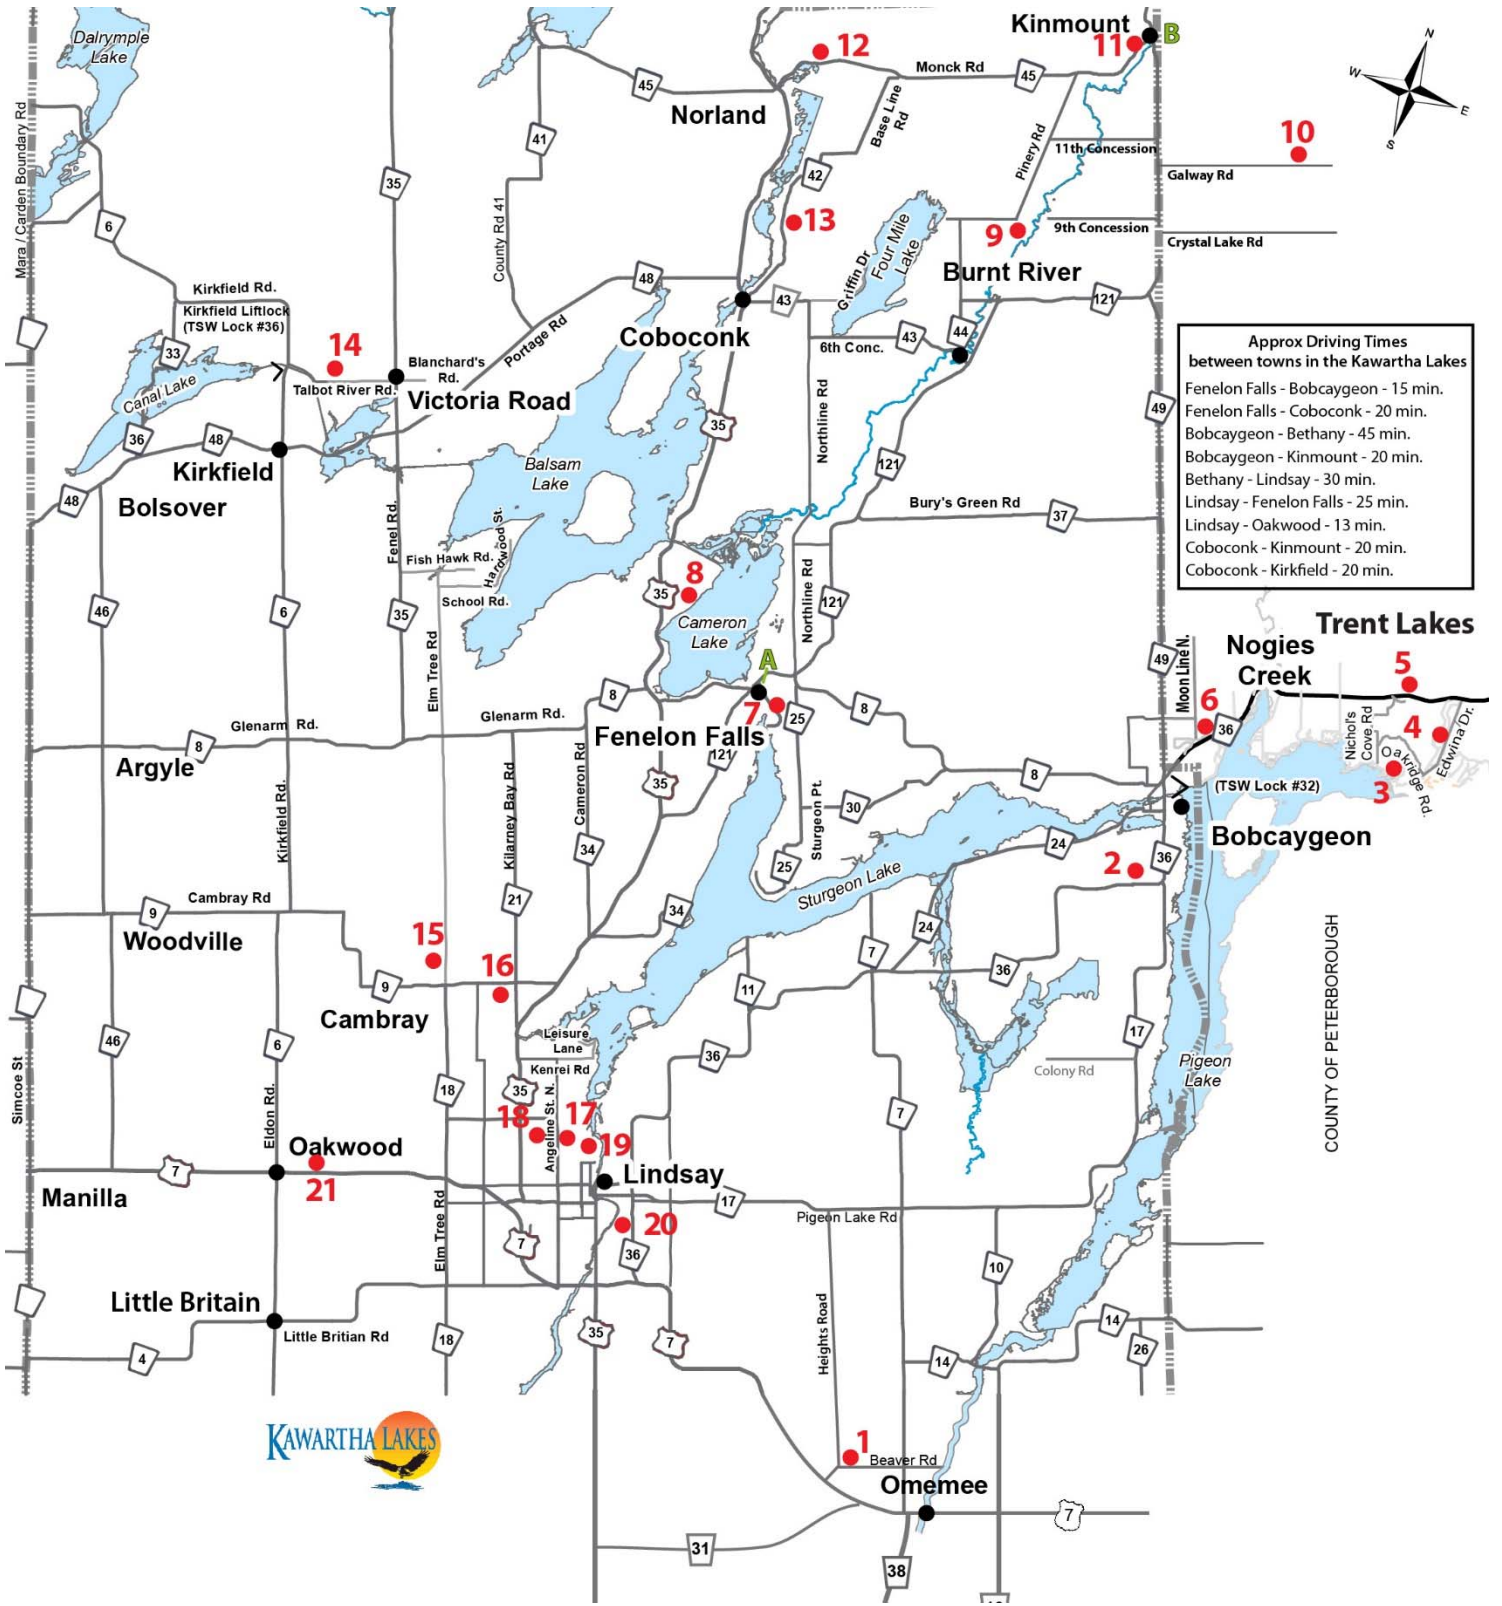 Dalrymple
Lake
Kinmount
B
11
12
Monck Rd
45
45
Norland
N
W
E
S
Mara / Carden Boundary Rd
41
Base Line
Rd
Pinery Rd
11th Concession
10
Galway Rd
35
42
6
County Rd 41
13
Griffin Dr.
Four Mile
Lake
9
9th Concession
Crystal Lake Rd
Burnt River
Kirkfield Rd.
48
43
121
Kirkfield Liftlock
(TSW Lock #36)
Portage Rd
Coboconk
43
44
6th Conc.
33
14
Blanchard's
Rd.
Canal Lake
Talbot River Rd.
Victoria Road
Northline Rd
49
Approx Driving Times
between towns in the Kawartha Lakes
Fenelon Falls - Bobcaygeon - 15 min.
Fenelon Falls - Coboconk - 20 min.
Bobcaygeon - Bethany - 45 min.
Bobcaygeon - Kinmount - 20 min.
Bethany - Lindsay - 30 min.
Lindsay - Fenelon Falls - 25 min.
Lindsay - Oakwood - 13 min.
Coboconk - Kinmount - 20 min.
Coboconk - Kirkfield - 20 min.
36
48
35
Kirkfield
Balsam
Lake
121
48
Bolsover
Bury's Green Rd
37
Fenel Rd.
Hardwood St.
Fish Hawk Rd.
School Rd.
46
6
35
35
8
Northline Rd
121
Cameron
Lake
Trent Lakes
Nogies
Creek
Elm Tree Rd
A
49
Moon Line N.
5
8
7
25
8
6
36
Nichol's
Cove.Rd
4
Edwina Dr.
Oakridge Rd.
3
Glenarm Rd.
Glenarm Rd.
8
Fenelon Falls
121
Argyle
Cameron Rd
35
8
(TSW Lock #32)
Kirkfield Rd.
Kilarney Bay Rd
30
Sturgeon Pt.
Bobcaygeon
34
24
36
2
25
Sturgeon Lake
Cambray Rd
9
21
34
Woodville
15
24
7
COUNTY OF PETERBOROUGH
16
36
9
11
Cambray
46
6
Leisure
Lane
17
36
Kenrei Rd
Colony Rd
Pigeon
Lake
Simcoe St
18
35
Eldon Rd.
18
17
Angeline St. N.
19
7
Oakwood
7
21
Lindsay
Manilla
17
Pigeon Lake Rd
Elm Tree Rd
20
7
36
10
Little Britain
Little Britian Rd
18
35
7
Heights Road
14
14
26
4
KAWARTHA LAKES
1
Beaver Rd
Omemee
7
31
38